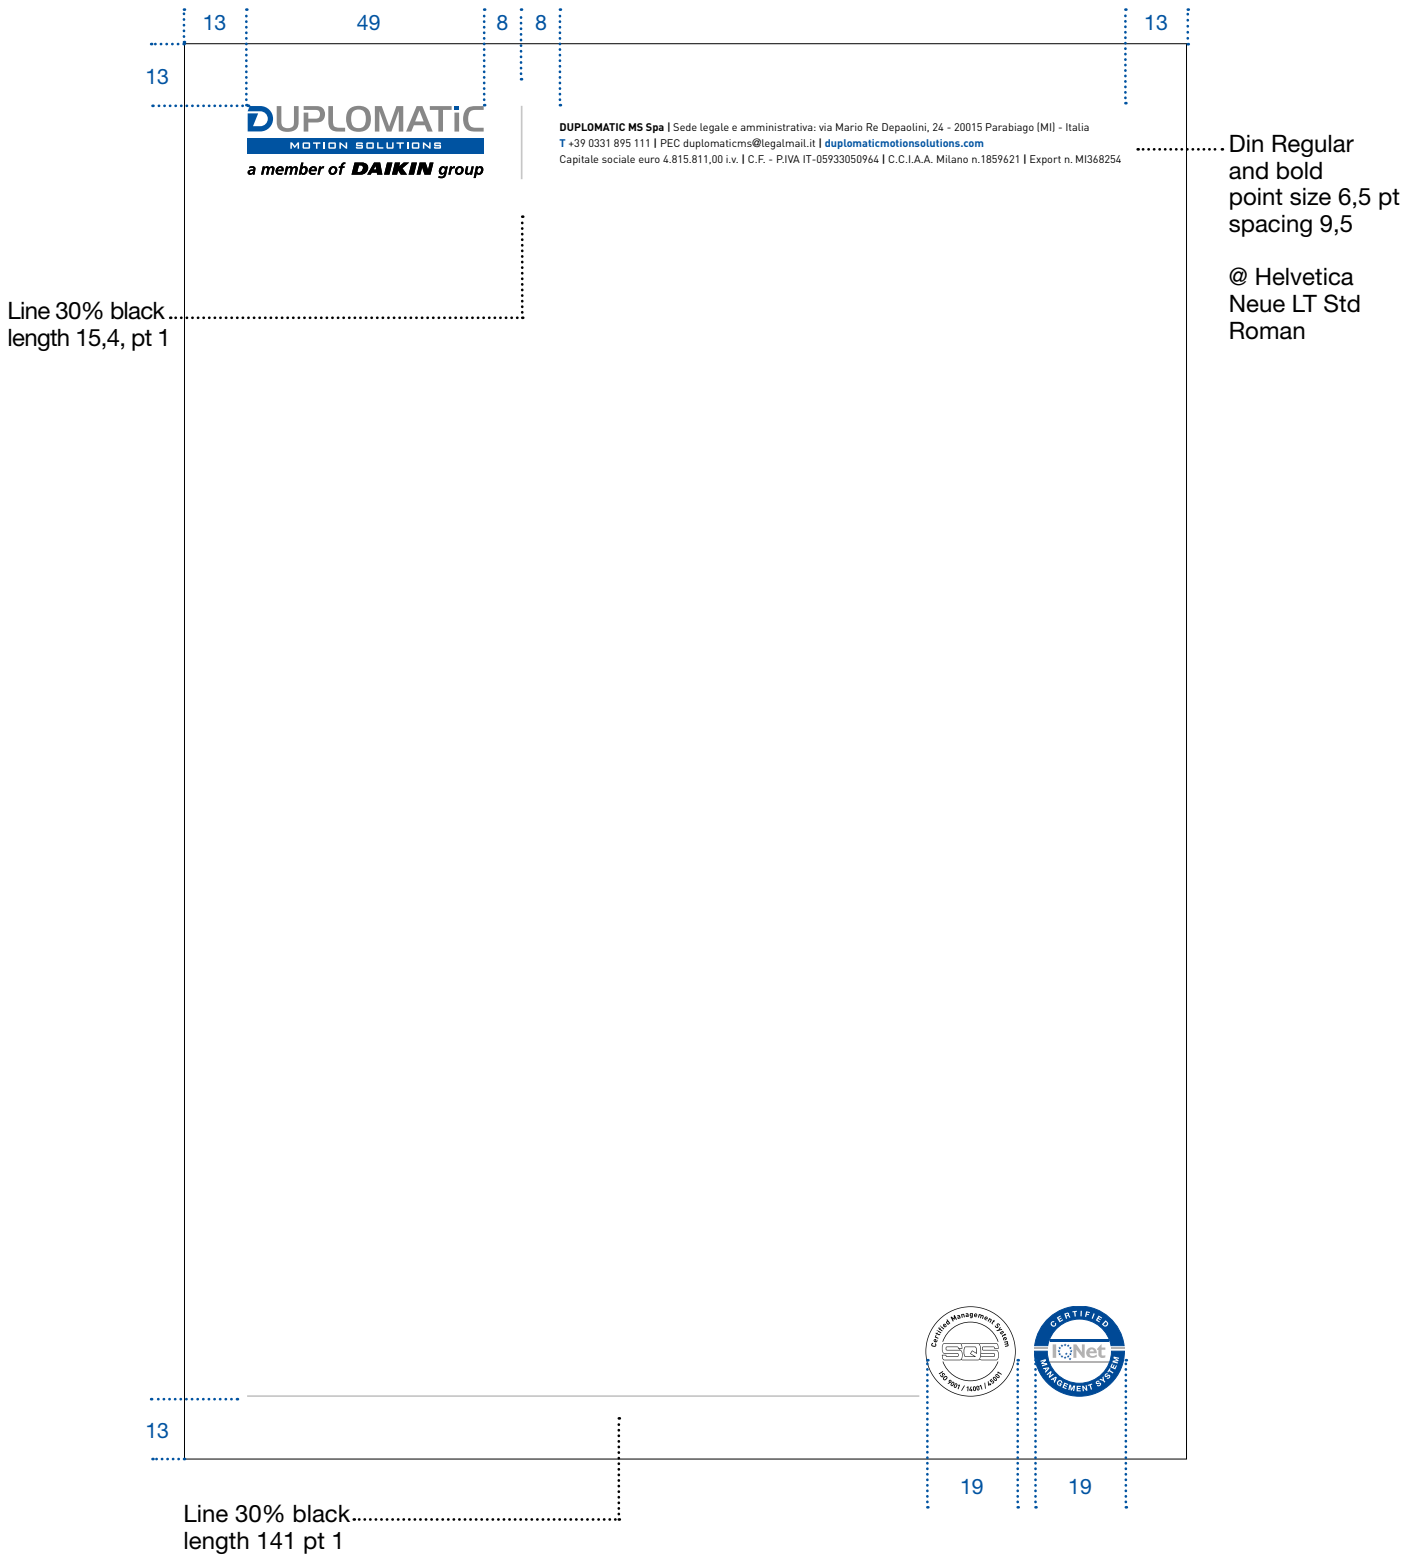 13 49 8 8 13
13
DUPLOMATiC
MOTION SOLUTIONS
a member of DAIKIN group
DUPLOMATIC MS Spa | Sede legale e amministrativa: via Mario Re Depaolini, 24 - 20015 Parabiago (MI) - Italia
T +39 0331 895 111 | PEC duplomaticms@legalmail.it | duplomaticmotionsolutions.com
Capitale sociale euro 4.815.811,00 i.v. | C.F. - P.IVA IT-05933050964 | C.C.I.A.A. Milano n.1859621 | Export n. MI368254
Din Regular
and bold
point size 6,5 pt
spacing 9,5
@ Helvetica
Neue LT Std
Roman
Line 30% black
length 15,4, pt 1
Certified Management System
SQS
ISO 9001 / 14001 / 45001
CERTIFIED
IQNet
MANAGEMENT SYSTEM
13
19 19
Line 30% black
length 141 pt 1